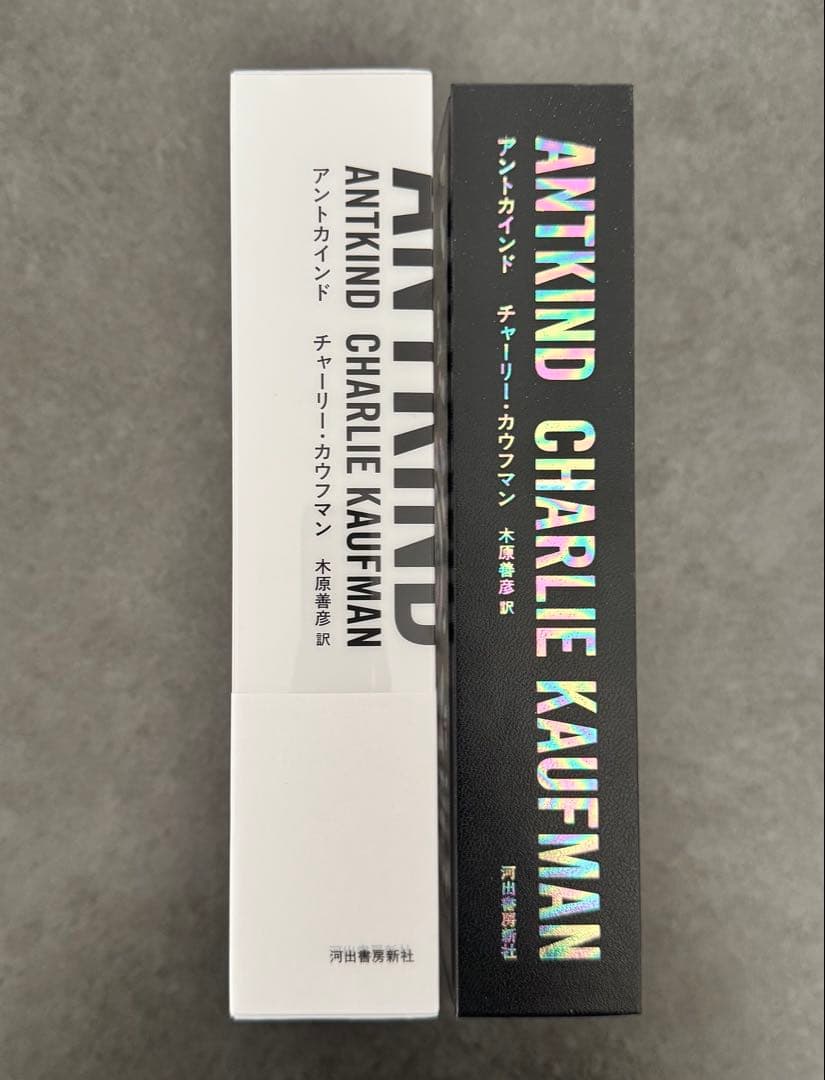 ANTKIND
ANTKIND CHARLIE KAUFMAN
アントカインド チャーリー・カウフマン 木原善彦 訳
河出書房新社
ANTKIND CHARLIE KAUFMAN
アントカインド チャーリー・カウフマン 木原善彦 訳
河出書房新社